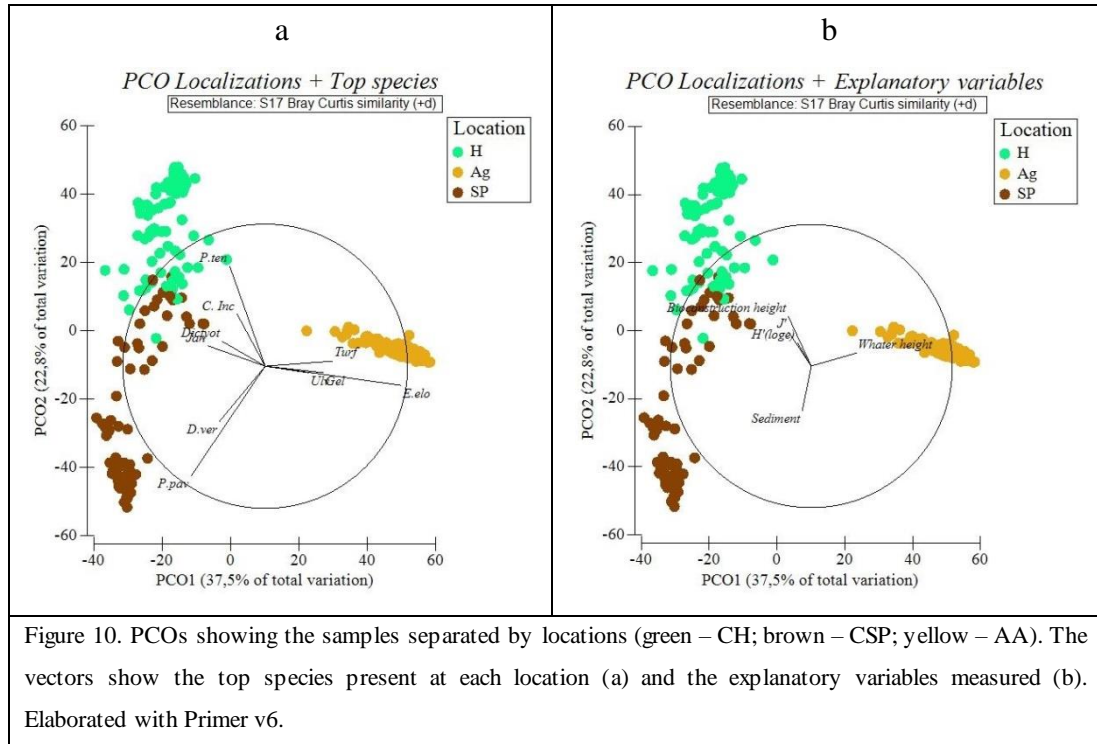 a
PCO Localizations + Top species
Resemblance: S17 Bray Curtis similarity (+d)
Location
H
Ag
SP
60
40
20
0
-20
-40
-60
PCO2 (22,8% of total variation)
P.ten
C. Inc
Dictyot
Jan
Turf
Gel
E.elo
D.ver
P.pav
-40
-20
0
20
40
60
PCO1 (37,5% of total variation)
b
PCO Localizations + Explanatory variables
Resemblance: S17 Bray Curtis similarity (+d)
Location
H
Ag
SP
60
40
20
0
-20
-40
-60
PCO2 (22,8% of total variation)
Bioconstruction height
J'
H'(loge)
Whater height
Sediment
-40
-20
0
20
40
60
PCO1 (37,5% of total variation)
Figure 10. PCOs showing the samples separated by locations (green – CH; brown – CSP; yellow – AA). The
vectors show the top species present at each location (a) and the explanatory variables measured (b).
Elaborated with Primer v6.